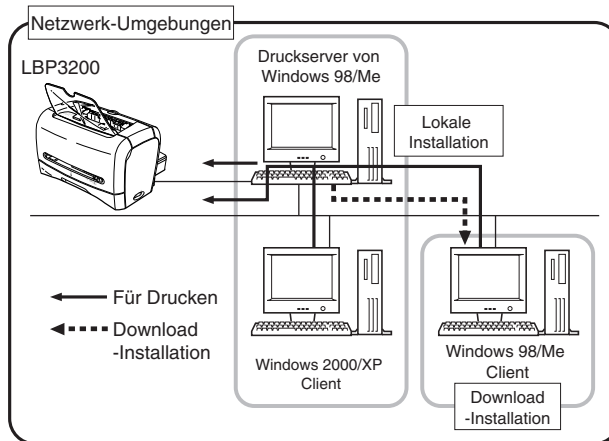 Netzwerk-Umgebungen
LBP3200
Druckserver von
Windows 98/Me
Lokale
Installation
Für Drucken
Download
-Installation
Windows 2000/XP
Client
Windows 98/Me
Client
Download
-Installation